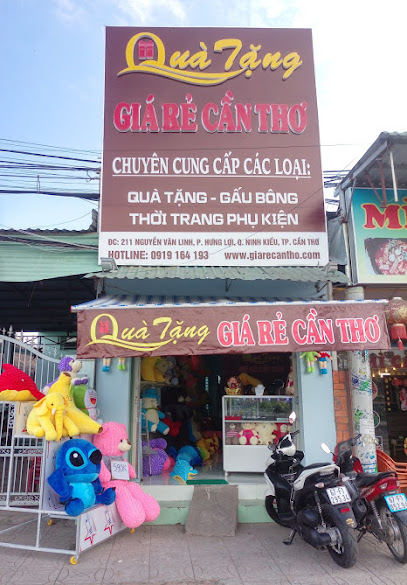 Quà Tặng
GIÁ RẺ CẦN THƠ
CHUYÊN CUNG CẤP CÁC LOẠI:
QUÀ TẶNG - GẤU BÔNG
THỜI TRANG PHỤ KIỆN
ĐC: 211 NGUYỄN VĂN LINH, P. HƯNG LỢI, Q. NINH KIỀU, TP. CẦN THƠ
HOTLINE: 0919 164 193 www.giarecantho.com
Quà Tặng GIÁ RẺ CẦN THƠ
590K